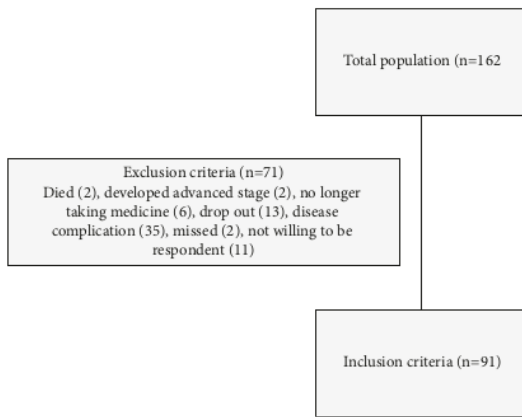 Total population (n=162
Exclusion criteria (n=71)
Died (2), developed advanced stage (2), no longer
taking medicine (6), drop out (13), disease
complication (35), missed (2), not willing to be
respondent (11)
Inclusion criteria (n=91)